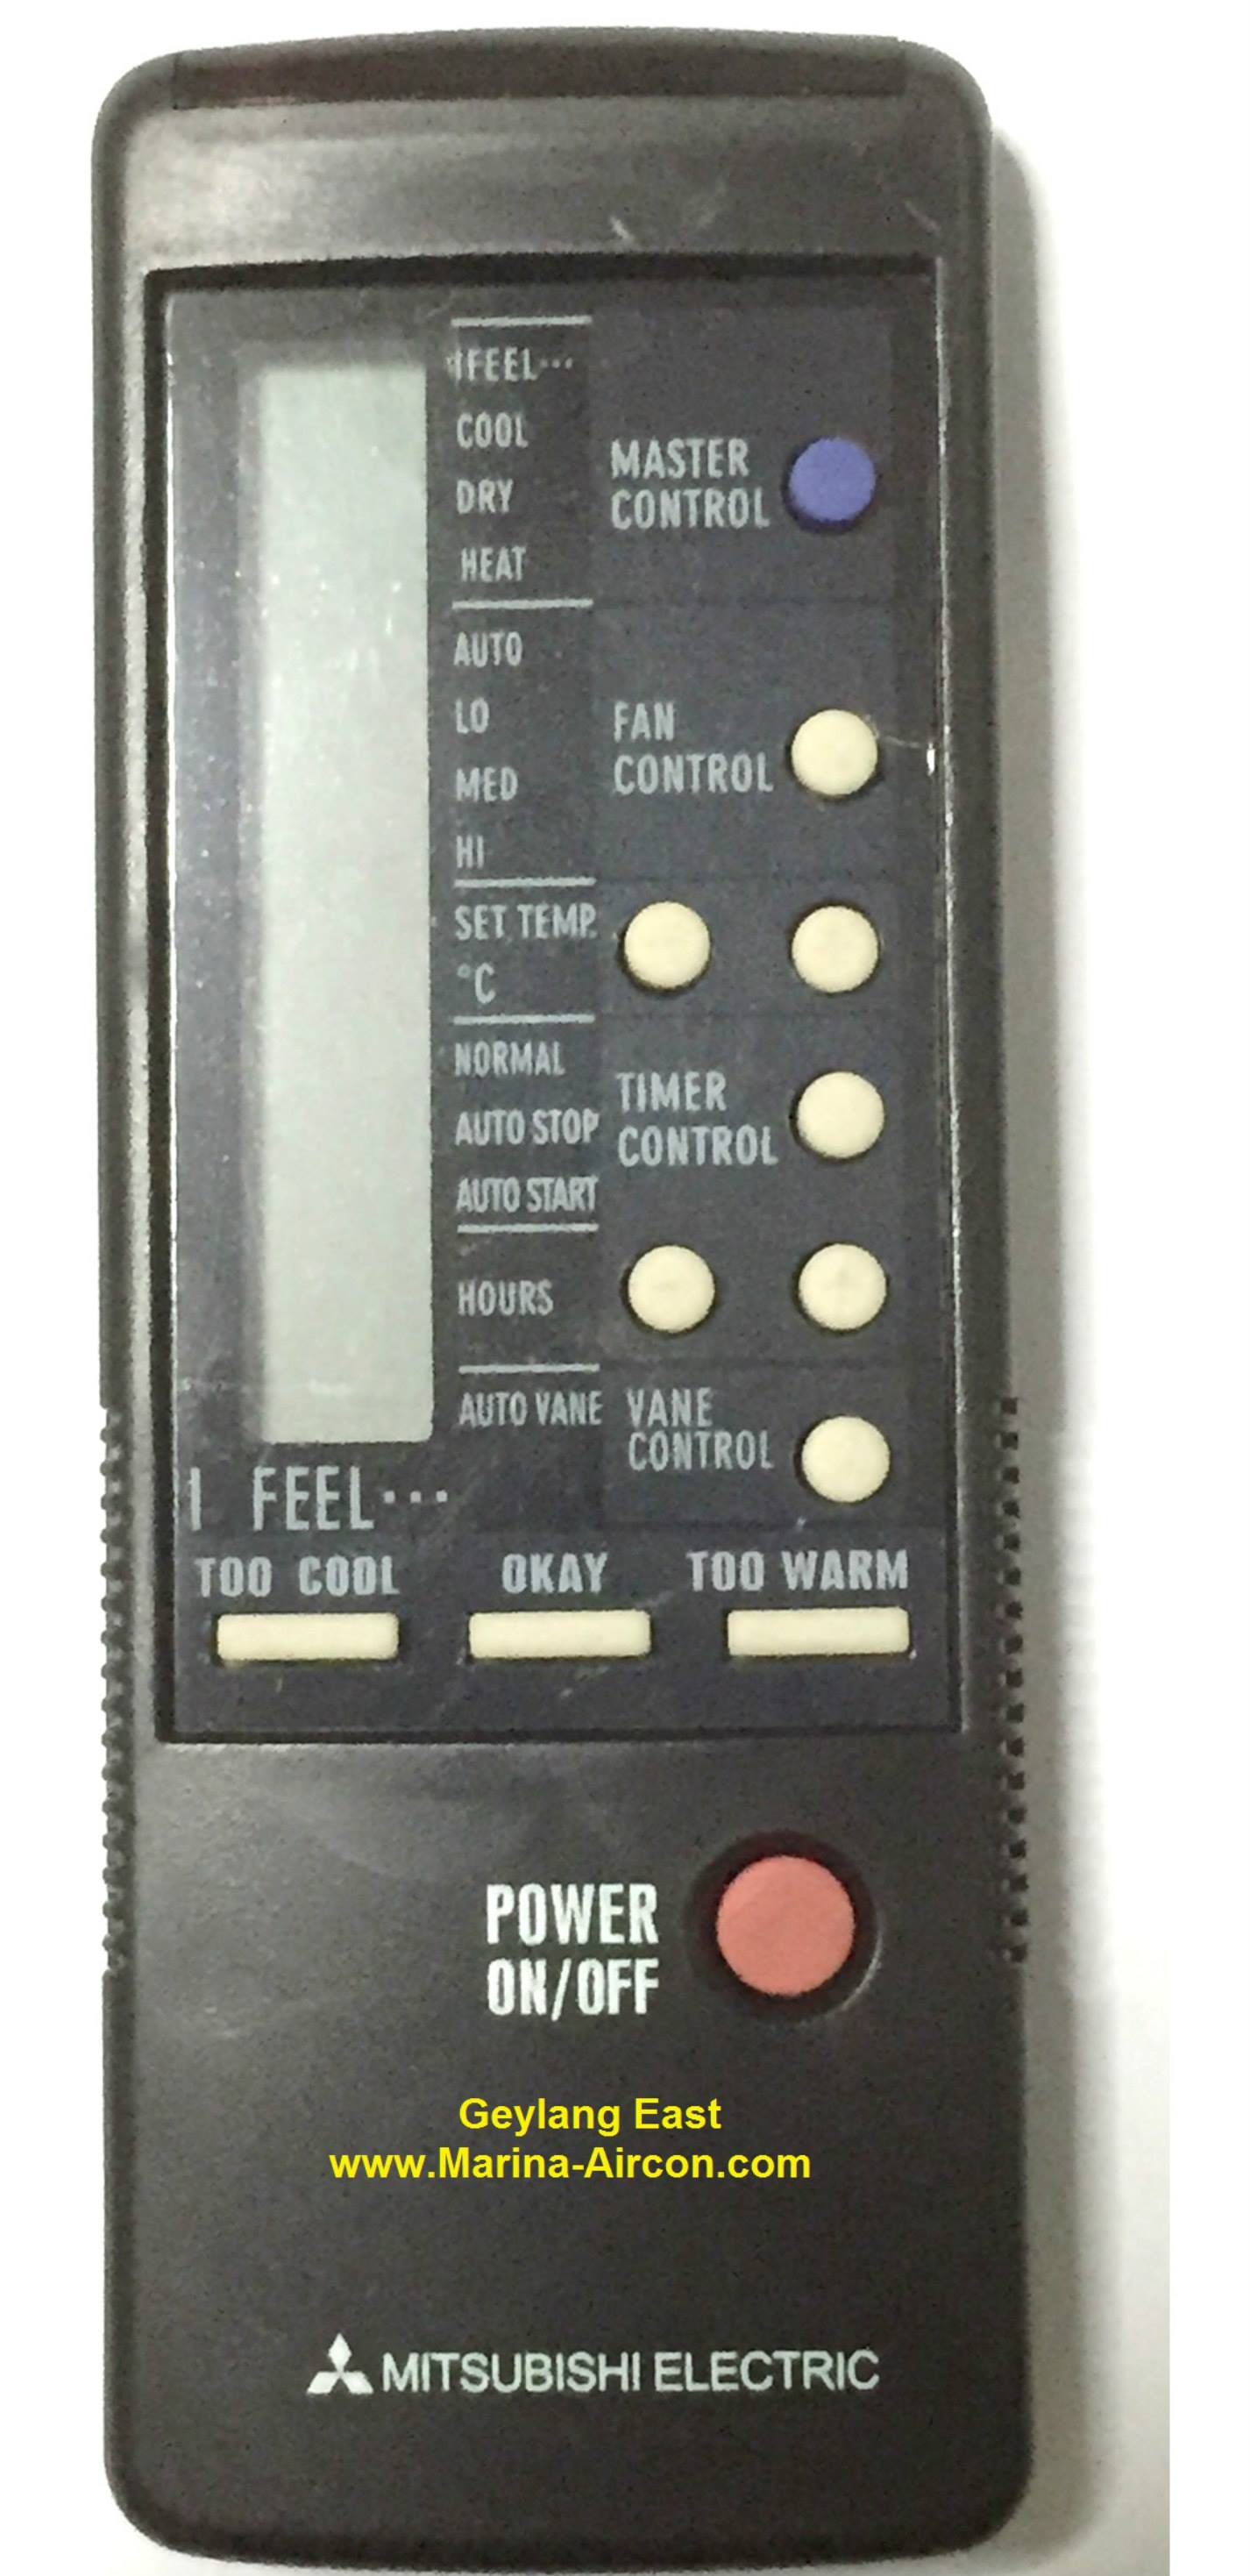 I FEEL···
COOL
DRY
HEAT
MASTER
CONTROL
AUTO
LO
MED
HI
FAN
CONTROL
SET TEMP.
°C
NORMAL
AUTO STOP
AUTO START
TIMER
CONTROL
HOURS
AUTO VANE
VANE
CONTROL
I FEEL···
TOO COOL
OKAY
TOO WARM
POWER
ON/OFF
Geylang East
www.Marina-Aircon.com
MITSUBISHI ELECTRIC